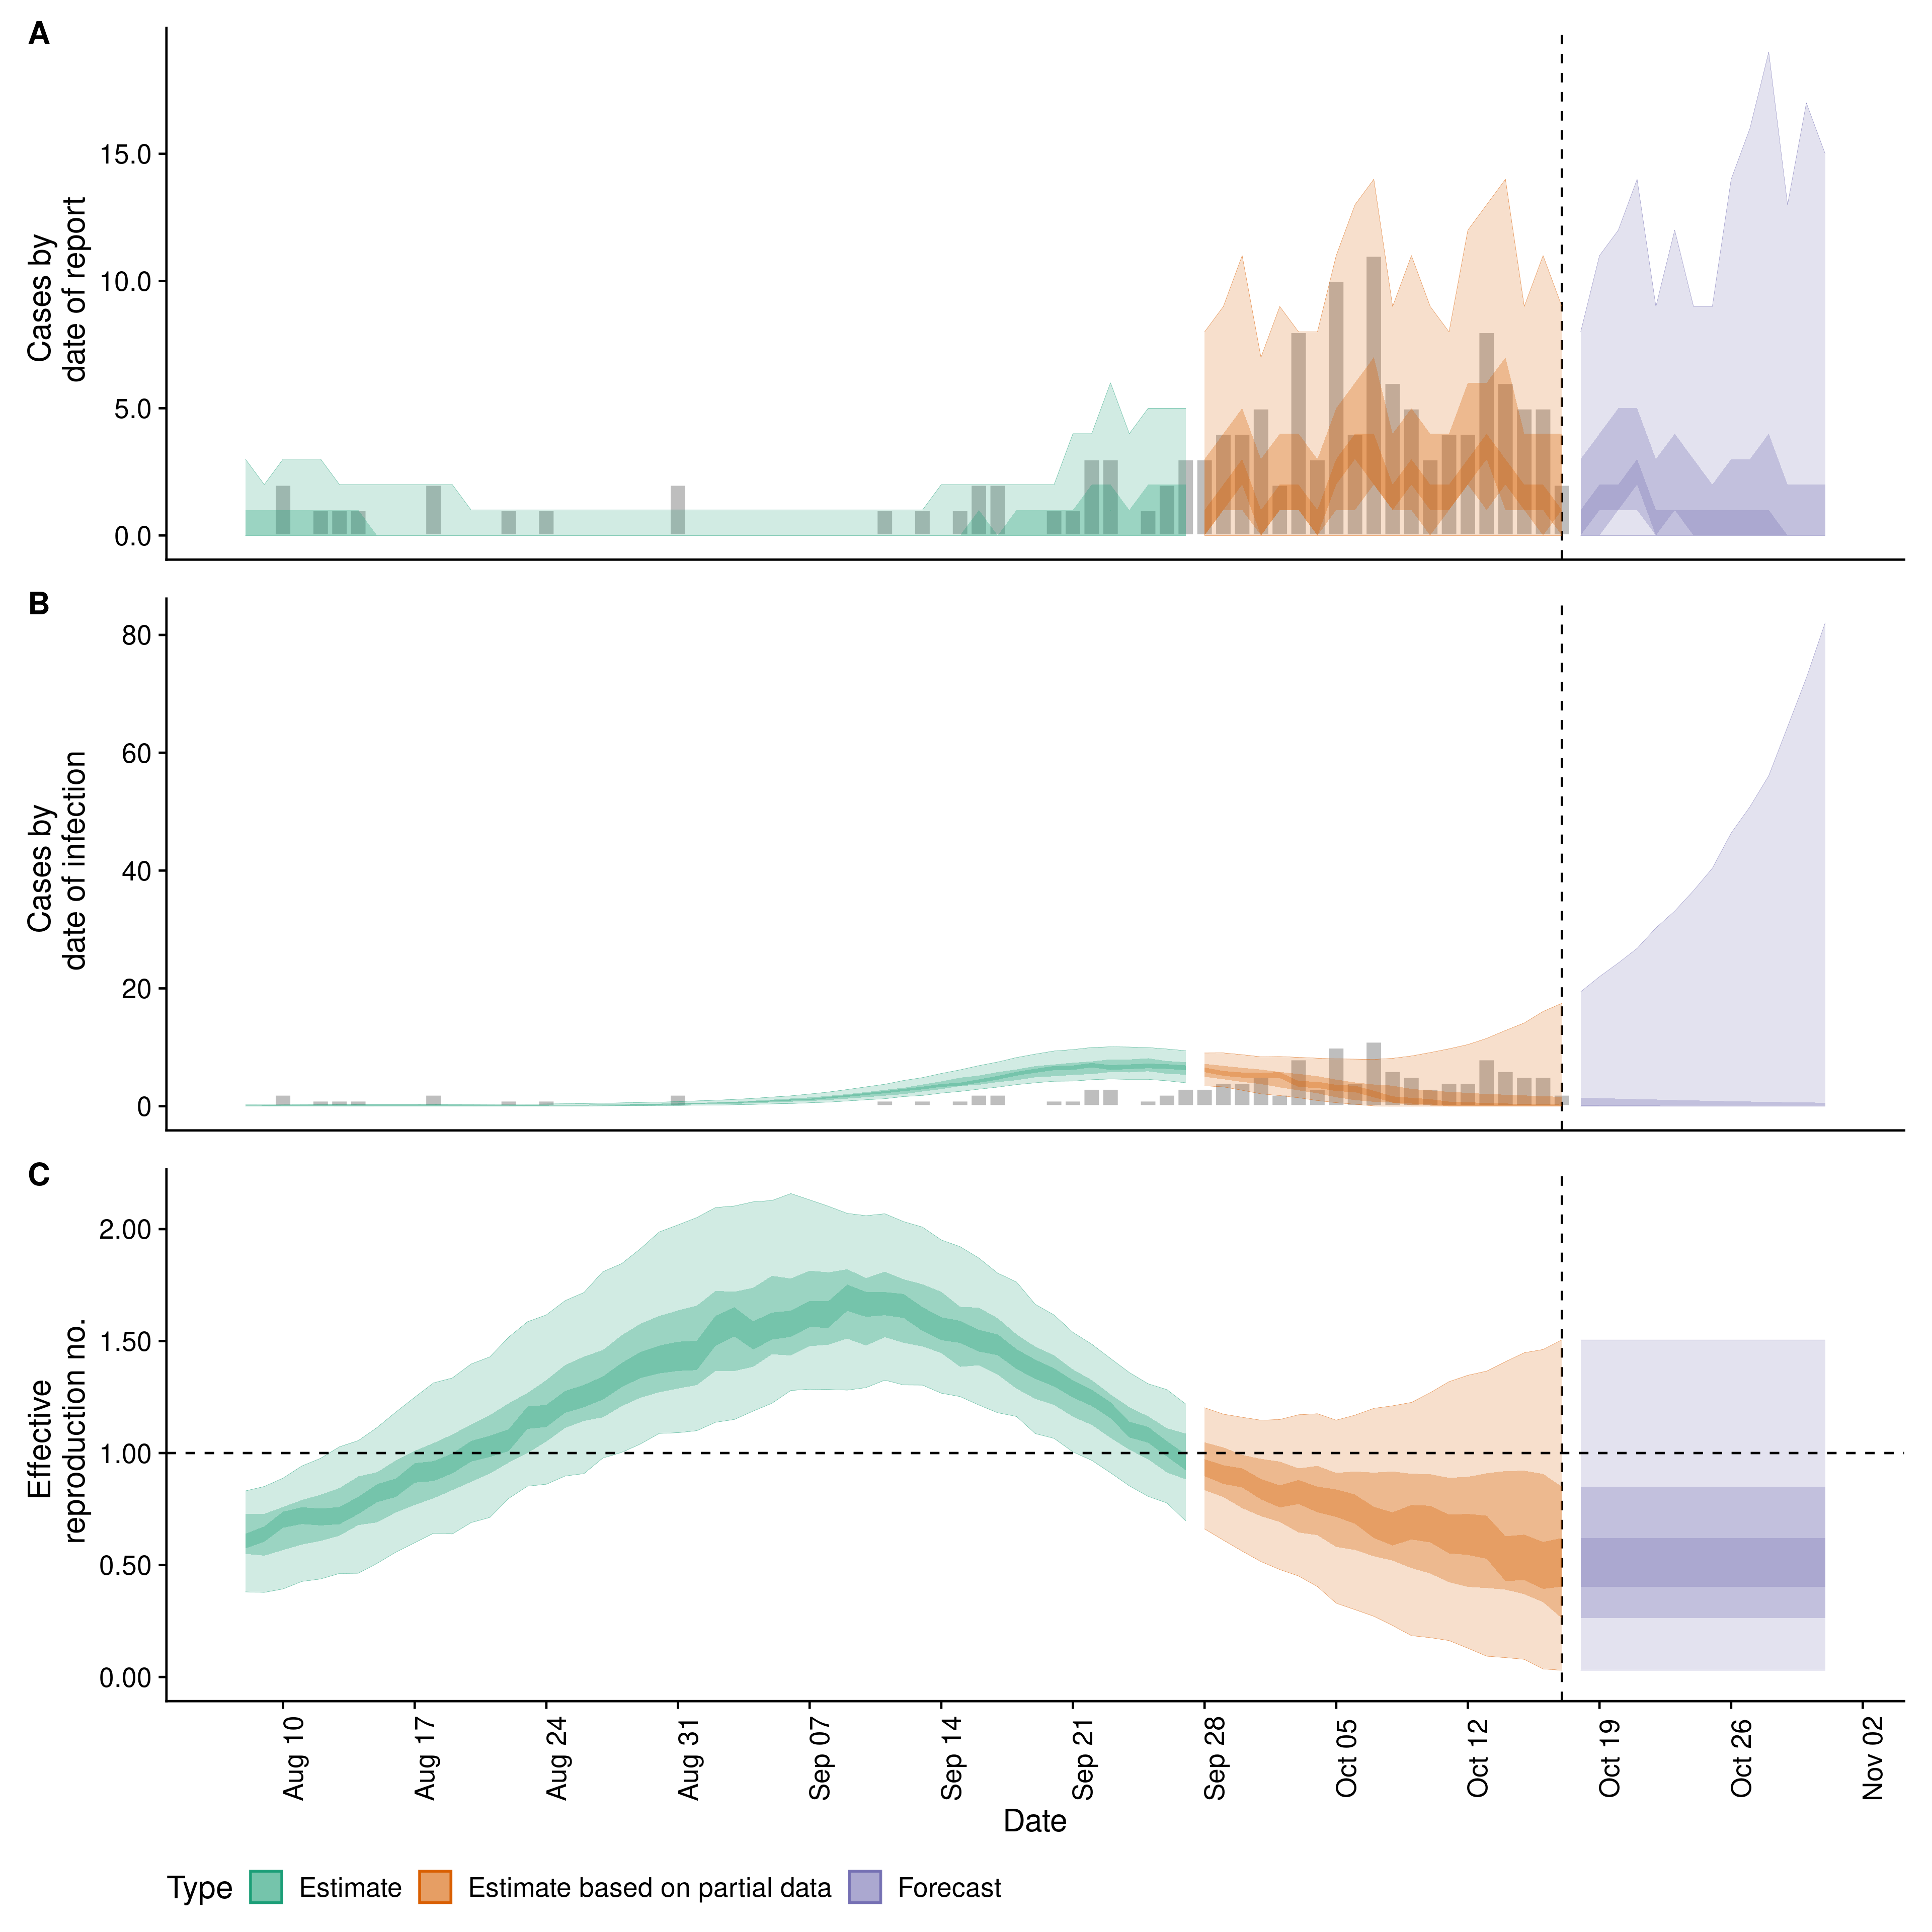 A
Cases by
date of report
15.0
10.0
5.0
0.0
B
Cases by
date of infection
80
60
40
20
0
C
Effective
reproduction no.
2.00
1.50
1.00
0.50
0.00
Aug 10
Aug 17
Aug 24
Aug 31
Sep 07
Sep 14
Sep 21
Sep 28
Oct 05
Oct 12
Oct 19
Oct 26
Nov 02
Date
Type Estimate Estimate based on partial data Forecast